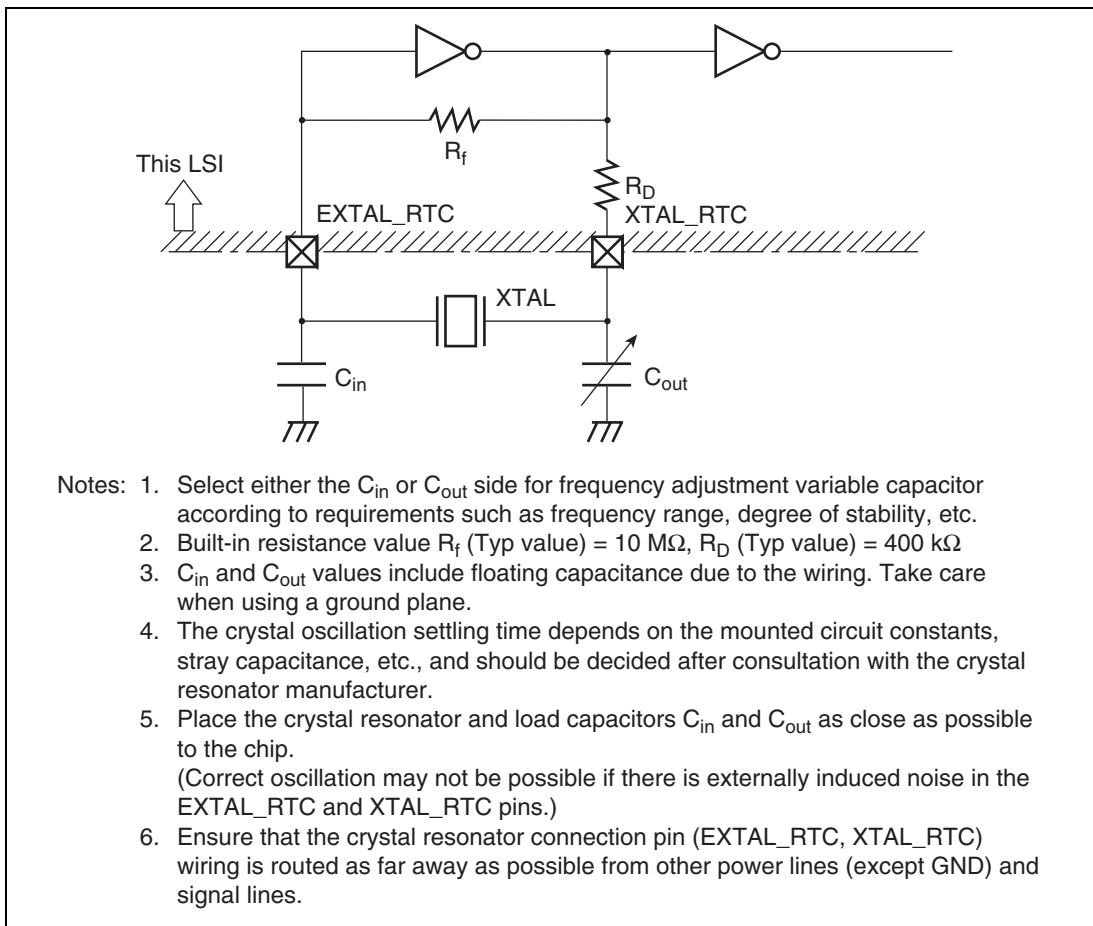 R_f
This LSI
R_D
EXTAL_RTC
XTAL_RTC
XTAL
C_in
C_out
Notes: 1. Select either the C_in or C_out side for frequency adjustment variable capacitor
according to requirements such as frequency range, degree of stability, etc.
2. Built-in resistance value R_f (Typ value) = 10 MΩ, R_D (Typ value) = 400 kΩ
3. C_in and C_out values include floating capacitance due to the wiring. Take care
when using a ground plane.
4. The crystal oscillation settling time depends on the mounted circuit constants,
stray capacitance, etc., and should be decided after consultation with the crystal
resonator manufacturer.
5. Place the crystal resonator and load capacitors C_in and C_out as close as possible
to the chip.
(Correct oscillation may not be possible if there is externally induced noise in the
EXTAL_RTC and XTAL_RTC pins.)
6. Ensure that the crystal resonator connection pin (EXTAL_RTC, XTAL_RTC)
wiring is routed as far away as possible from other power lines (except GND) and
signal lines.